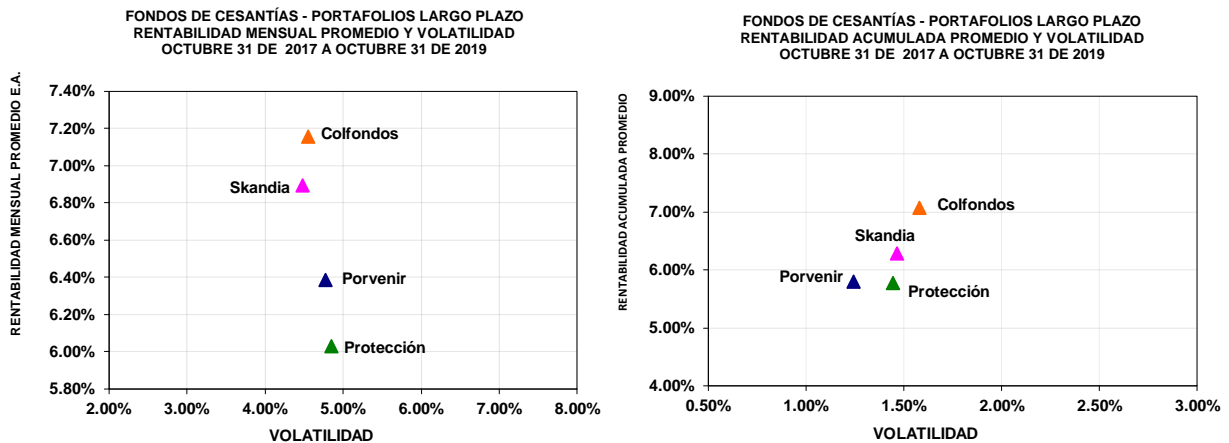 FONDOS DE CESANTÍAS - PORTAFOLIOS LARGO PLAZO
RENTABILIDAD MENSUAL PROMEDIO Y VOLATILIDAD
OCTUBRE 31 DE 2017 A OCTUBRE 31 DE 2019
RENTABILIDAD MENSUAL PROMEDIO E.A.
7.40%
7.20%
7.00%
6.80%
6.60%
6.40%
6.20%
6.00%
5.80%
Colfondos
Skandia
Porvenir
Protección
2.00% 3.00% 4.00% 5.00% 6.00% 7.00% 8.00%
VOLATILIDAD
FONDOS DE CESANTÍAS - PORTAFOLIOS LARGO PLAZO
RENTABILIDAD ACUMULADA PROMEDIO Y VOLATILIDAD
OCTUBRE 31 DE 2017 A OCTUBRE 31 DE 2019
RENTABILIDAD ACUMULADA PROMEDIO
9.00%
8.00%
7.00%
6.00%
5.00%
4.00%
Colfondos
Skandia
Porvenir
Protección
0.50% 1.00% 1.50% 2.00% 2.50% 3.00%
VOLATILIDAD